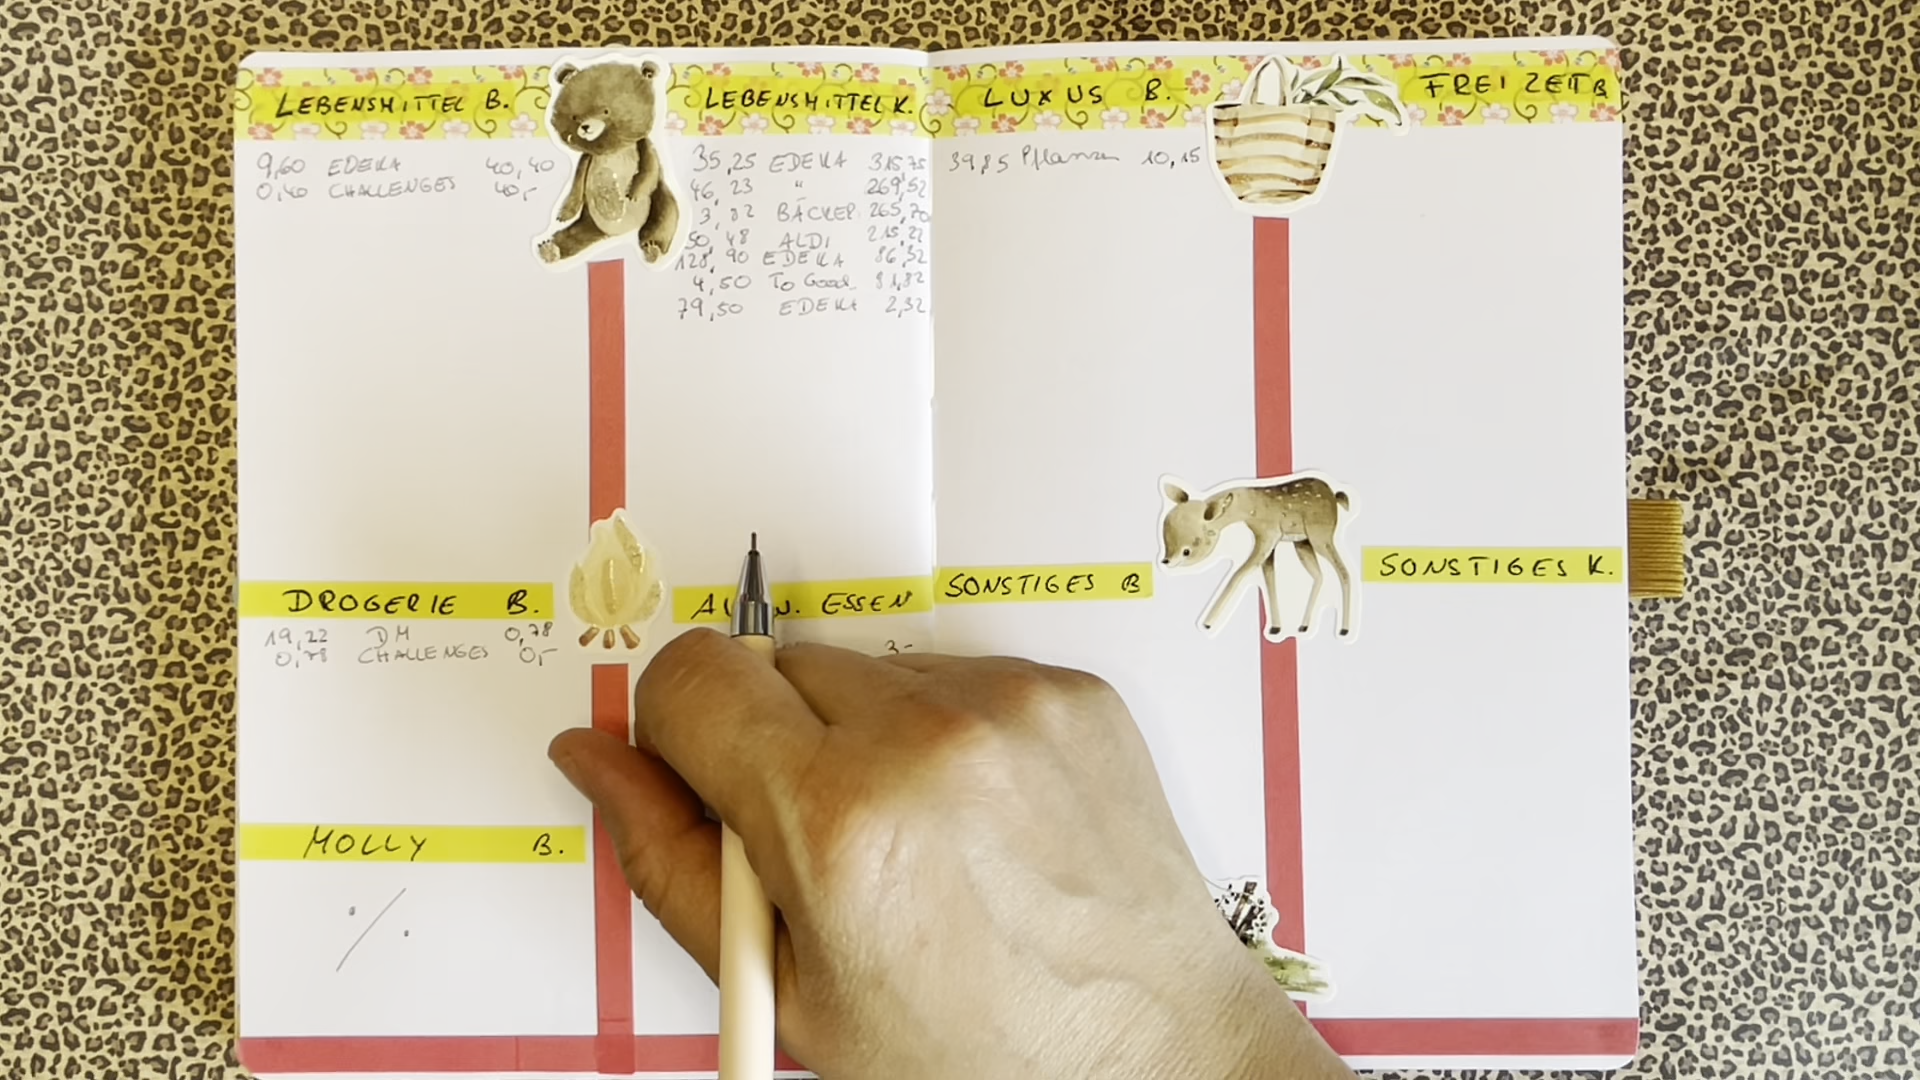 LEBENSMITTEL B.
9,60 EDEKA 40,40
0,40 CHALLENGES 40,-
LEBENSMITTEL K.
35,25 EDEKA 315,75
46,23 " 269,52
3,82 BÄCKER 265,70
50,48 ALDI 215,22
128,90 EDEKA 86,32
4,50 To Good 81,82
79,50 EDEKA 2,32
LUXUS B.
39,85 Pflanzen 10,15
FREIZEIT B
DROGERIE B.
19,22 DM 0,78
0,78 CHALLENGES 0,-
ESSEN
3-
SONSTIGES B
SONSTIGES K.
MOLLY B.